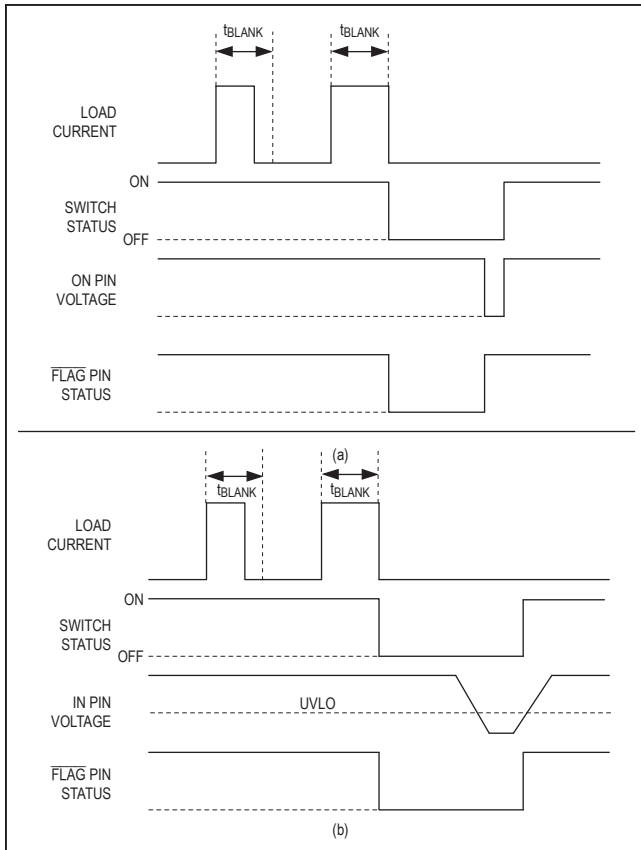 tBLANK tBLANK
LOAD
CURRENT
ON
SWITCH
STATUS
OFF
ON PIN
VOLTAGE
FLAG PIN
STATUS
(a)
tBLANK tBLANK
LOAD
CURRENT
ON
SWITCH
STATUS
OFF
IN PIN
VOLTAGE
UVLO
FLAG PIN
STATUS
(b)